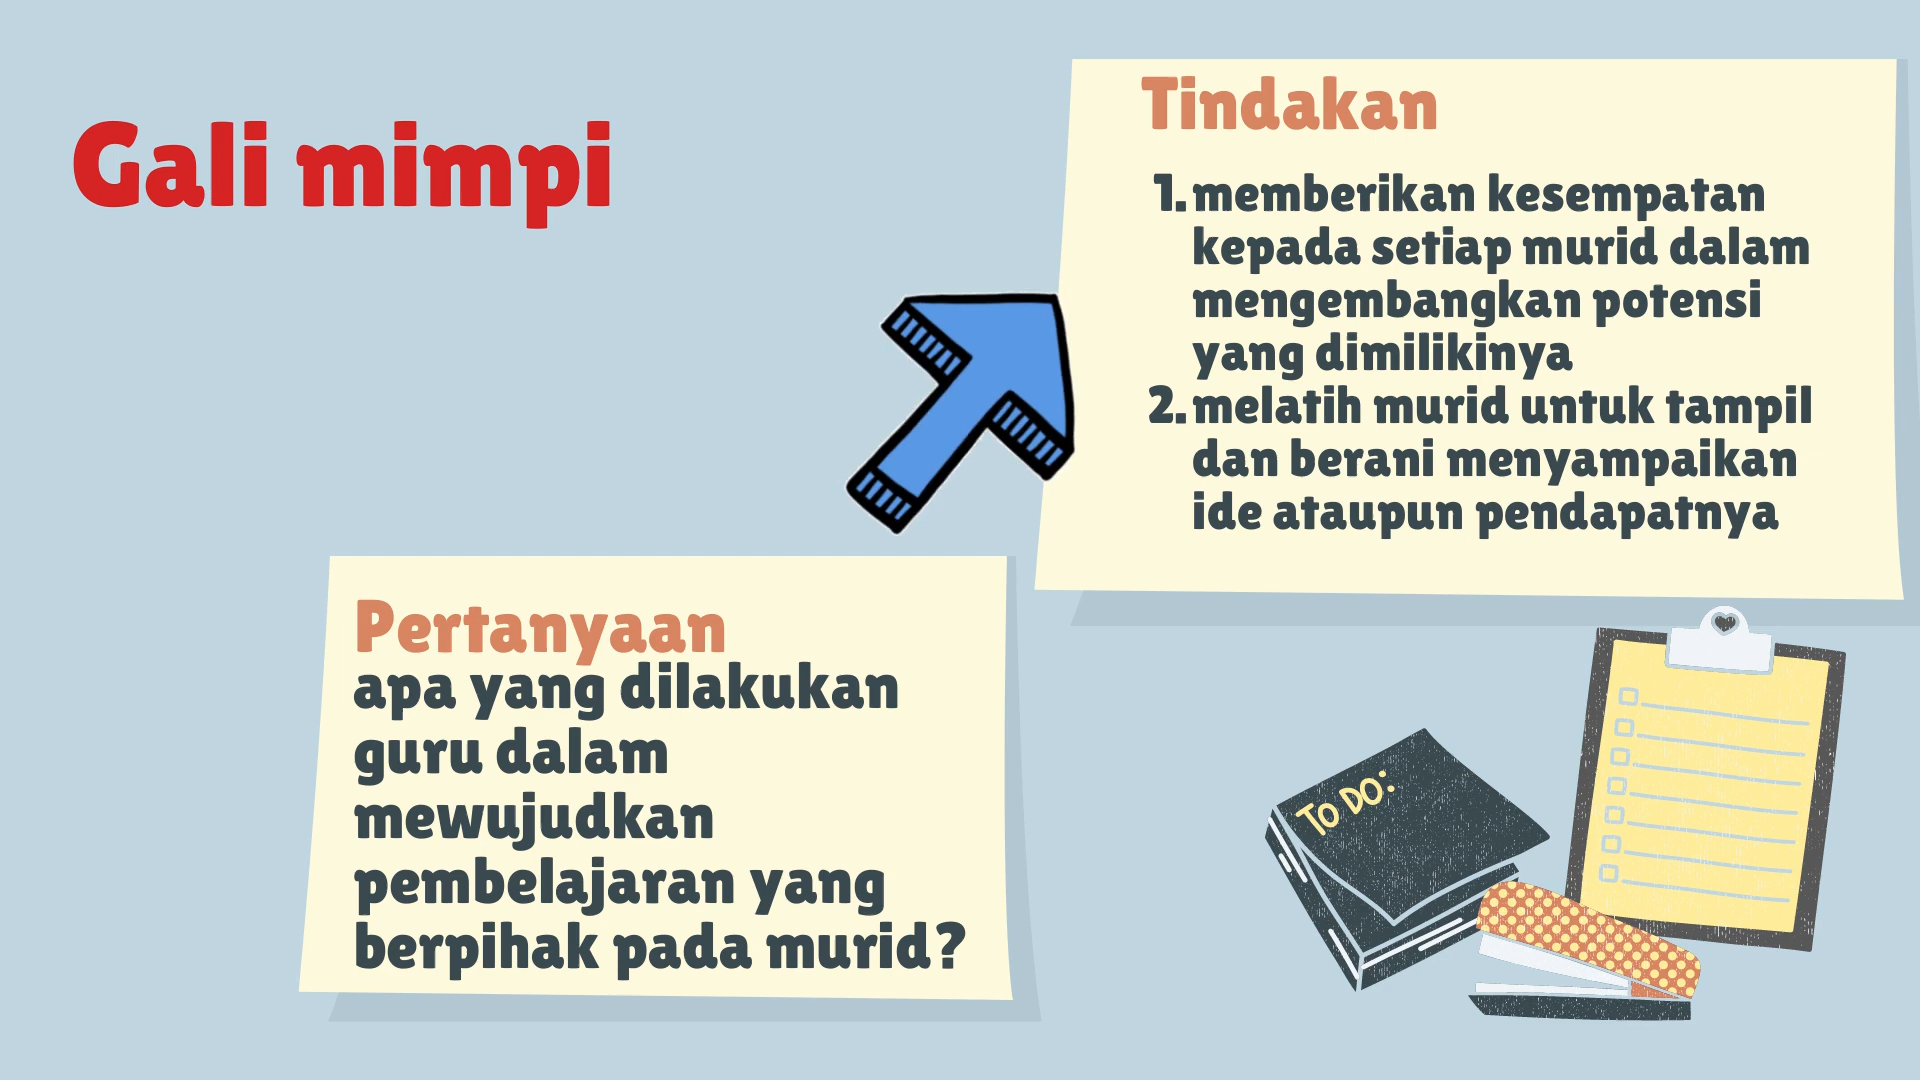 Gali mimpi
Tindakan
1. memberikan kesempatan
kepada setiap murid dalam
mengembangkan potensi
yang dimilikinya
2. melatih murid untuk tampil
dan berani menyampaikan
ide ataupun pendapatnya
Pertanyaan
apa yang dilakukan
guru dalam
mewujudkan
pembelajaran yang
berpihak pada murid?
TO DO: